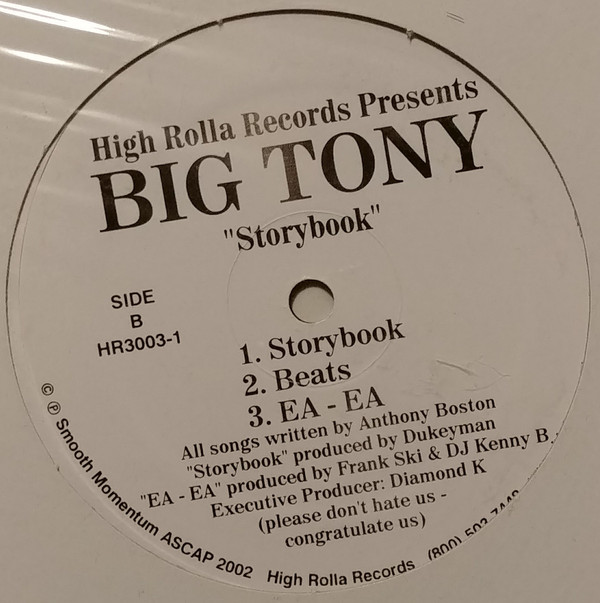 High Rolla Records Presents
BIG TONY
"Storybook"
SIDE
B
HR3003-1
1. Storybook
2. Beats
3. EA - EA
All songs written by Anthony Boston
"Storybook" produced by Dukeyman
"EA - EA" produced by Frank Ski & DJ Kenny B.
Executive Producer: Diamond K
(please don't hate us -
congratulate us)
© ℗ Smooth Momentum ASCAP 2002 High Rolla Records (800) 502-